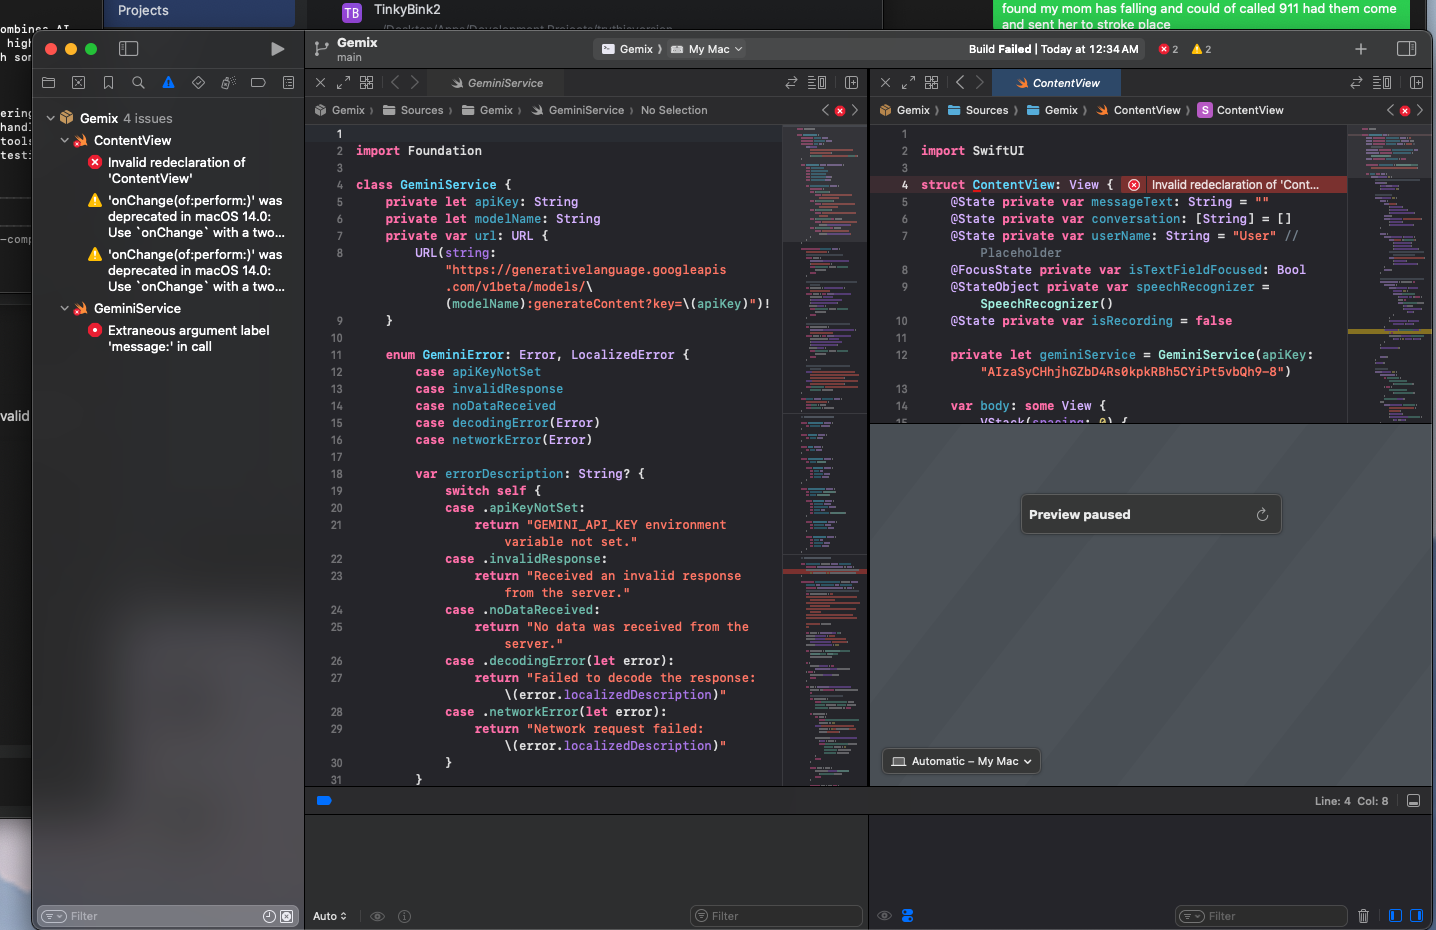 Projects
TB TinkyBink2
found my mom has falling and could of called 911 had them come
and sent her to stroke place
Gemix
main
Gemix
My Mac
Build Failed | Today at 12:34 AM
2
2
GeminiService
ContentView
Gemix
Sources
Gemix
GeminiService
No Selection
Gemix
Sources
Gemix
ContentView
S ContentView
Gemix 4 issues
ContentView
Invalid redeclaration of
'ContentView'
'onChange(of:perform:)' was
deprecated in macOS 14.0:
Use `onChange` with a two...
'onChange(of:perform:)' was
deprecated in macOS 14.0:
Use `onChange` with a two...
GeminiService
Extraneous argument label
'message:' in call
1
2 import Foundation
3
4 class GeminiService {
5 private let apiKey: String
6 private let modelName: String
7 private var url: URL {
8 URL(string:
"https://generativelanguage.googleapis
.com/v1beta/models/\
(modelName):generateContent?key=\(apiKey)")!
9 }
10
11 enum GeminiError: Error, LocalizedError {
12 case apiKeyNotSet
13 case invalidResponse
14 case noDataReceived
15 case decodingError(Error)
16 case networkError(Error)
17
18 var errorDescription: String? {
19 switch self {
20 case .apiKeyNotSet:
21 return "GEMINI_API_KEY environment
variable not set."
22 case .invalidResponse:
23 return "Received an invalid response
from the server."
24 case .noDataReceived:
25 return "No data was received from the
server."
26 case .decodingError(let error):
27 return "Failed to decode the response:
\(error.localizedDescription)"
28 case .networkError(let error):
29 return "Network request failed:
\(error.localizedDescription)"
30 }
31 }
1
2 import SwiftUI
3
4 struct ContentView: View { Invalid redeclaration of 'Cont...
5 @State private var messageText: String = ""
6 @State private var conversation: [String] = []
7 @State private var userName: String = "User" //
Placeholder
8 @FocusState private var isTextFieldFocused: Bool
9 @StateObject private var speechRecognizer =
SpeechRecognizer()
10 @State private var isRecording = false
11
12 private let geminiService = GeminiService(apiKey:
"AIzaSyCHhjhGZbD4Rs0kpkRBh5CYiPt5vbQh9-8")
13
14 var body: some View {
15 VStack(spacing: 0) {
Preview paused
Automatic – My Mac
Line: 4 Col: 8
Filter
Auto
Filter
Filter